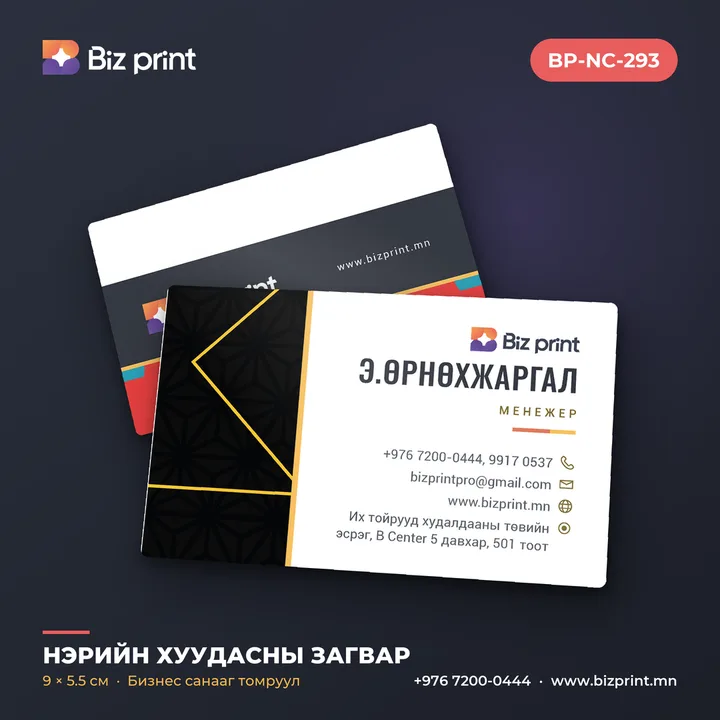 Biz print
BP-NC-293
www.bizprint.mn
Biz print
Э.ӨРНӨХЖАРГАЛ
МЕНЕЖЕР
+976 7200-0444, 9917 0537
bizprintpro@gmail.com
www.bizprint.mn
Их тойрууд худалдааны төвийн
эсрэг, B Center 5 давхар, 501 тоот
НЭРИЙН ХУУДАСНЫ ЗАГВАР
9 × 5.5 см · Бизнес санааг томруул
+976 7200-0444 · www.bizprint.mn